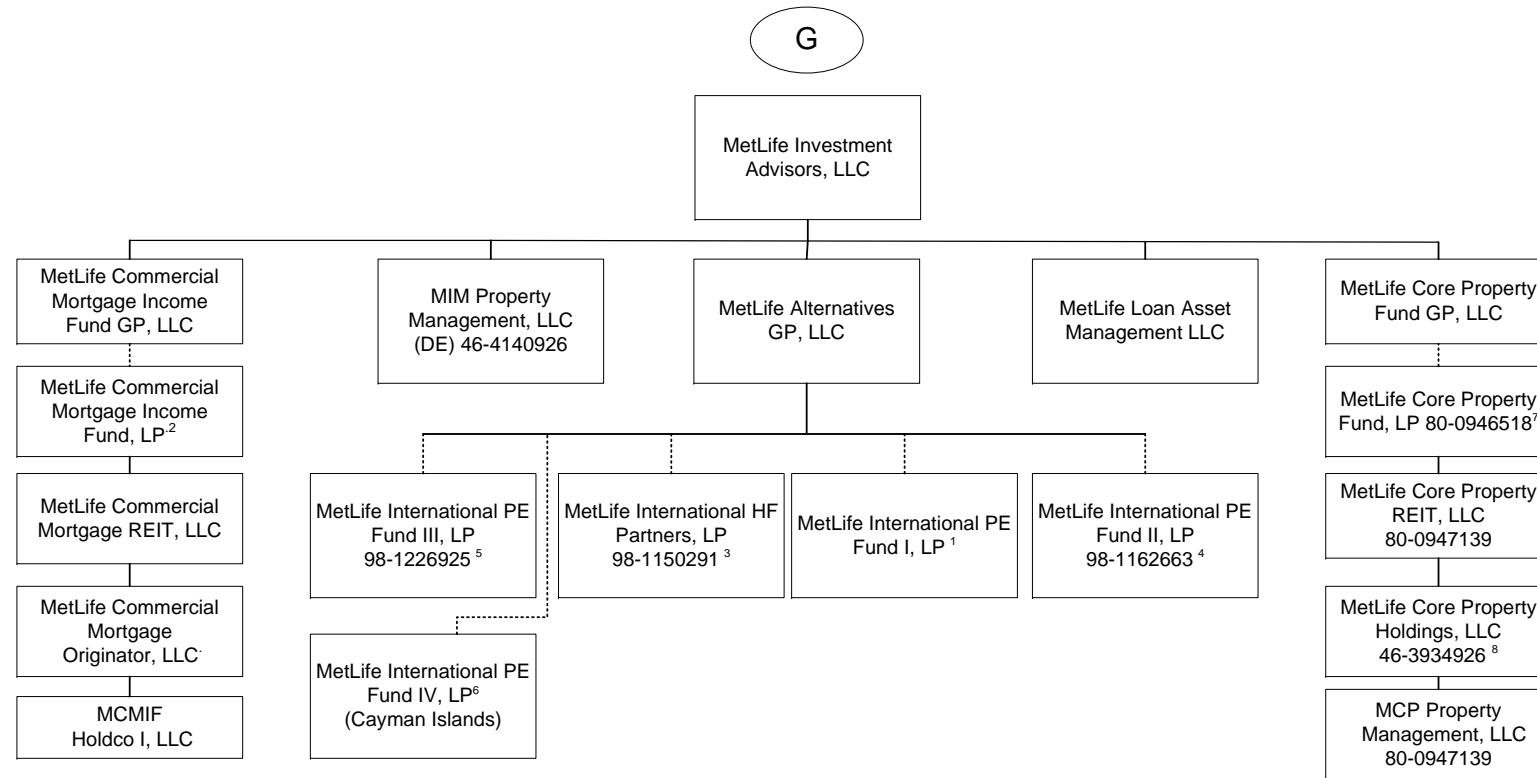 G
MetLife Investment
Advisors, LLC
MetLife Commercial
Mortgage Income
Fund GP, LLC
MIM Property
Management, LLC
(DE) 46-4140926
MetLife Alternatives
GP, LLC
MetLife Loan Asset
Management LLC
MetLife Core Property
Fund GP, LLC
MetLife Commercial
Mortgage Income
Fund, LP.2
MetLife Core Property
Fund, LP 80-0946518 7
MetLife Commercial
Mortgage REIT, LLC
MetLife International PE
Fund III, LP
98-1226925 5
MetLife International HF
Partners, LP
98-1150291 3
MetLife International PE
Fund I, LP 1
MetLife International PE
Fund II, LP
98-1162663 4
MetLife Core Property
REIT, LLC
80-0947139
MetLife Commercial
Mortgage
Originator, LLC.
MetLife International PE
Fund IV, LP6
(Cayman Islands)
MetLife Core Property
Holdings, LLC
46-3934926 8
MCMIF
Holdco I, LLC
MCP Property
Management, LLC
80-0947139